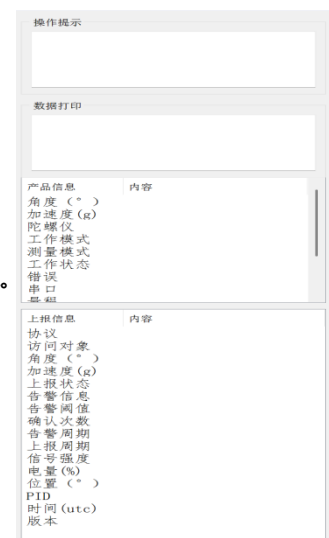 操作提示
数据打印
产品信息 内容
角度（°）
加速度(g)
陀螺仪
工作模式
测量模式
工作状态
错误
。
串口
量程
上报信息 内容
协议
访问对象
角度（°）
加速度(g)
上报状态
告警信息
告警阈值
确认次数
告警周期
上报周期
信号强度
电量(%)
位置（°）
PID
时间(utc)
版本